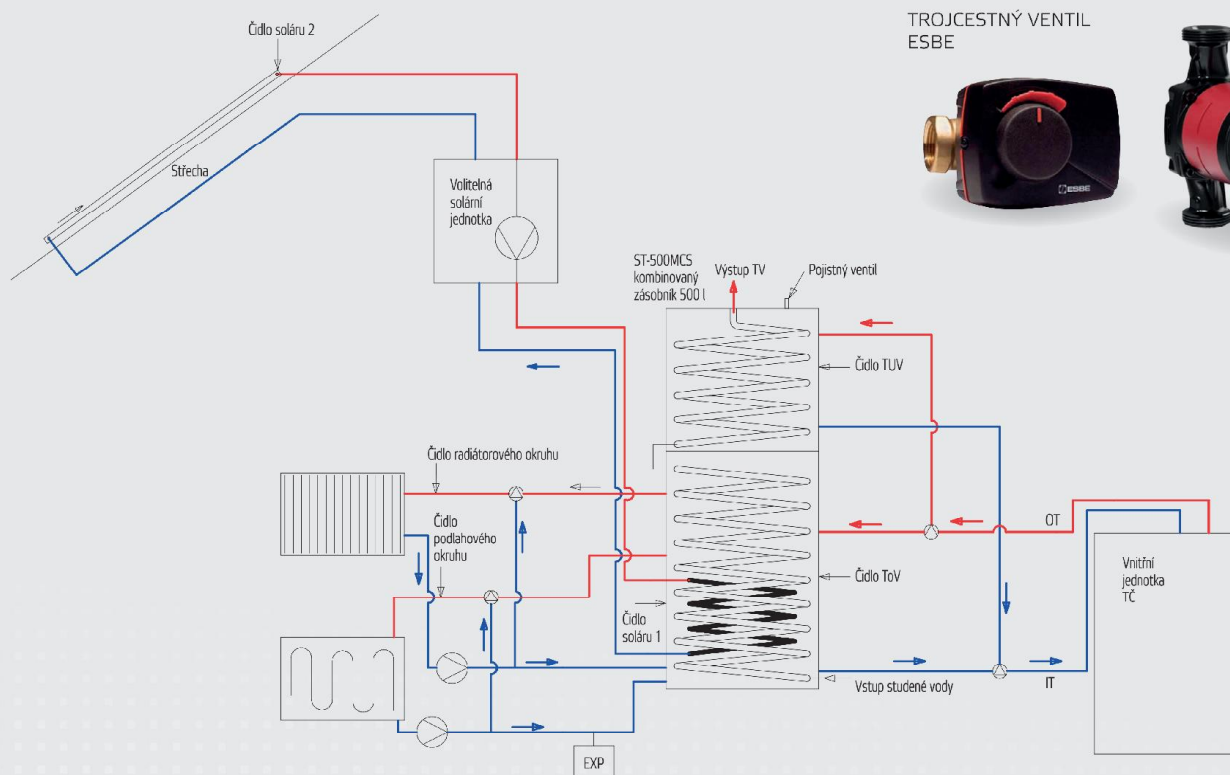 TROJCESTNÝ VENTIL
ESBE
ESBE
Čidlo soláru 2
Střecha
Volitelná
solární
jednotka
ST-500MCS
kombinovaný
zásobník 500 l
Výstup TV
Pojistný ventil
Čidlo TUV
Čidlo radiátorového okruhu
Čidlo
podlahového
okruhu
OT
Čidlo ToV
Vnitřní
jednotka
TČ
Čidlo
soláru 1
Vstup studené vody
IT
EXP